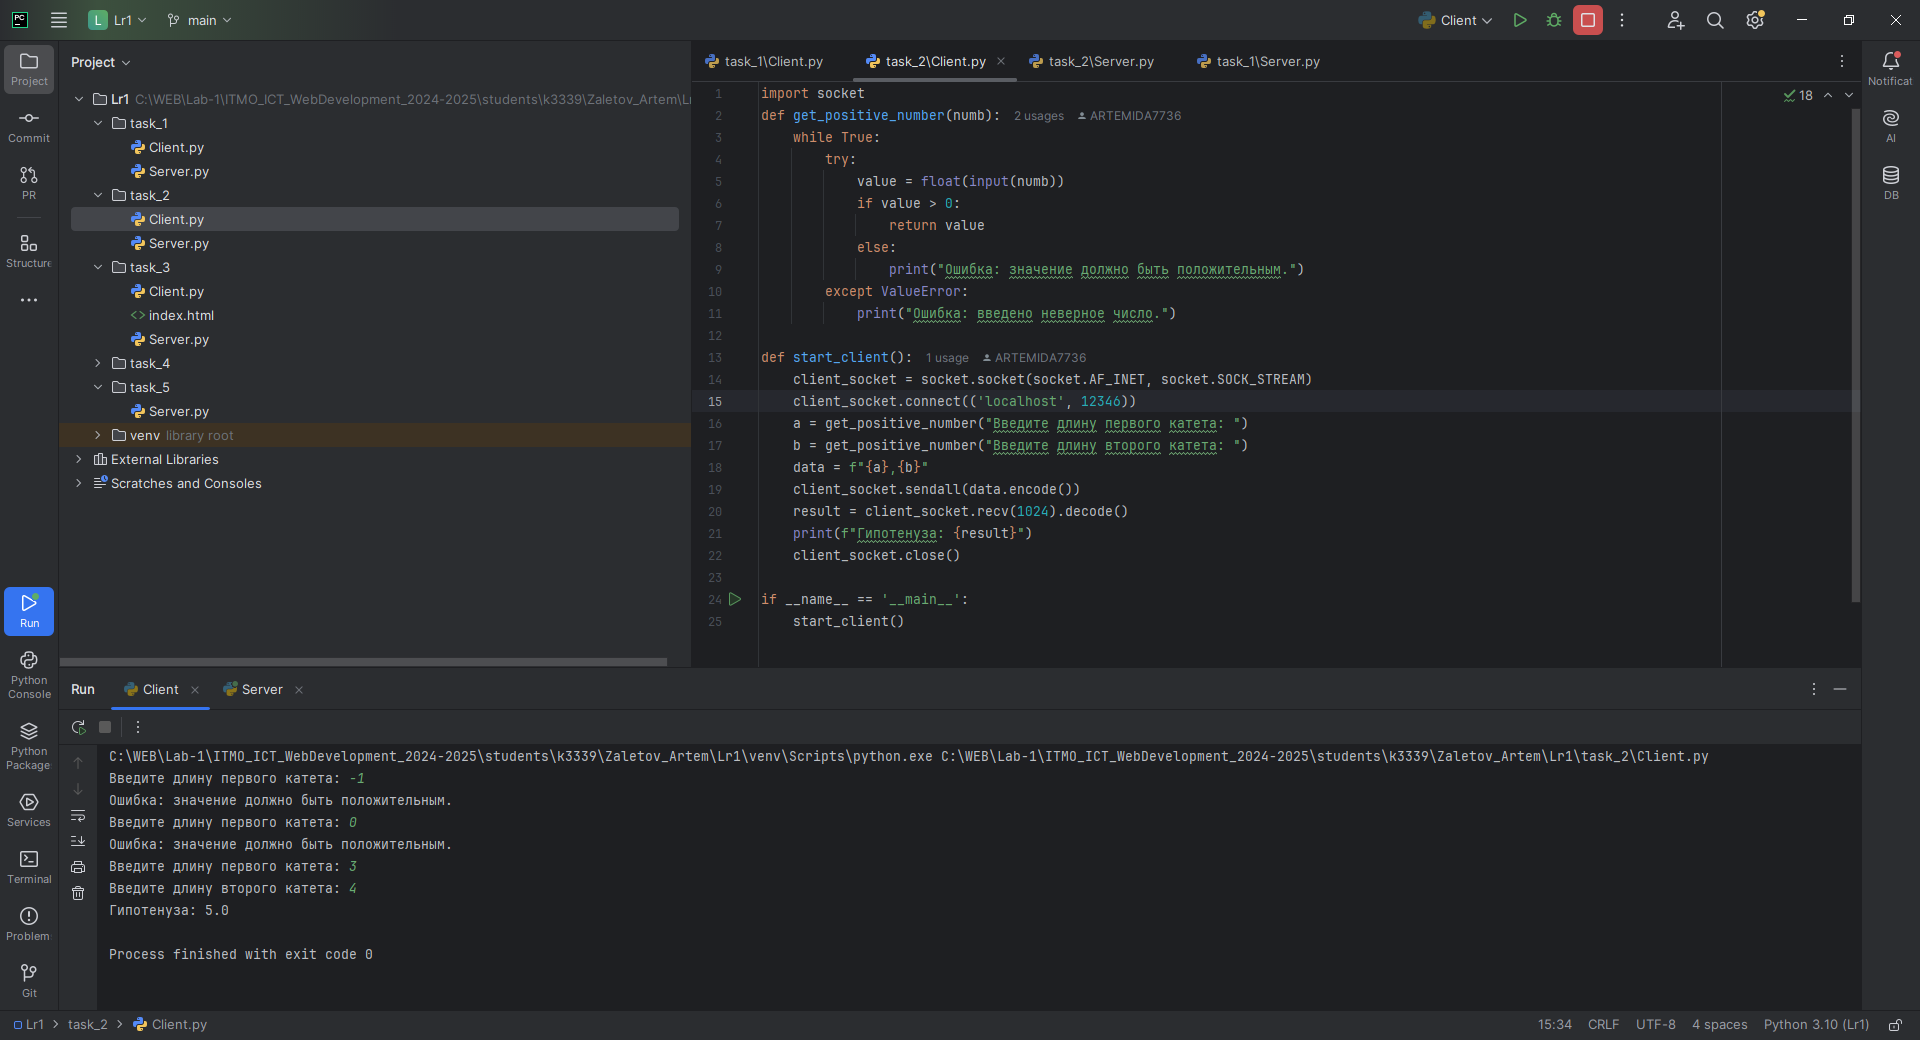 PC
L Lr1 main Client
Project
Project
Commit
PR
Structure
Lr1 C:\WEB\Lab-1\ITMO_ICT_WebDevelopment_2024-2025\students\k3339\Zaletov_Artem\Lr
task_1
Client.py
Server.py
task_2
Client.py
Server.py
task_3
Client.py
<> index.html
Server.py
task_4
task_5
Server.py
venv library root
External Libraries
Scratches and Consoles
task_1\Client.py task_2\Client.py task_2\Server.py task_1\Server.py
18
1 import socket
2 def get_positive_number(numb): 2 usages ARTEMIDA7736
3 while True:
4 try:
5 value = float(input(numb))
6 if value > 0:
7 return value
8 else:
9 print("Ошибка: значение должно быть положительным.")
10 except ValueError:
11 print("Ошибка: введено неверное число.")
12
13 def start_client(): 1 usage ARTEMIDA7736
14 client_socket = socket.socket(socket.AF_INET, socket.SOCK_STREAM)
15 client_socket.connect(('localhost', 12346))
16 a = get_positive_number("Введите длину первого катета: ")
17 b = get_positive_number("Введите длину второго катета: ")
18 data = f"{a},{b}"
19 client_socket.sendall(data.encode())
20 result = client_socket.recv(1024).decode()
21 print(f"Гипотенуза: {result}")
22 client_socket.close()
23
24 if __name__ == '__main__':
25 start_client()
Notificat
AI
DB
Run
Python
Console
Python
Package
Services
Terminal
Problem
Git
Run Client Server
C:\WEB\Lab-1\ITMO_ICT_WebDevelopment_2024-2025\students\k3339\Zaletov_Artem\Lr1\venv\Scripts\python.exe C:\WEB\Lab-1\ITMO_ICT_WebDevelopment_2024-2025\students\k3339\Zaletov_Artem\Lr1\task_2\Client.py
Введите длину первого катета: -1
Ошибка: значение должно быть положительным.
Введите длину первого катета: 0
Ошибка: значение должно быть положительным.
Введите длину первого катета: 3
Введите длину второго катета: 4
Гипотенуза: 5.0
Process finished with exit code 0
Lr1 > task_2 > Client.py
15:34 CRLF UTF-8 4 spaces Python 3.10 (Lr1)